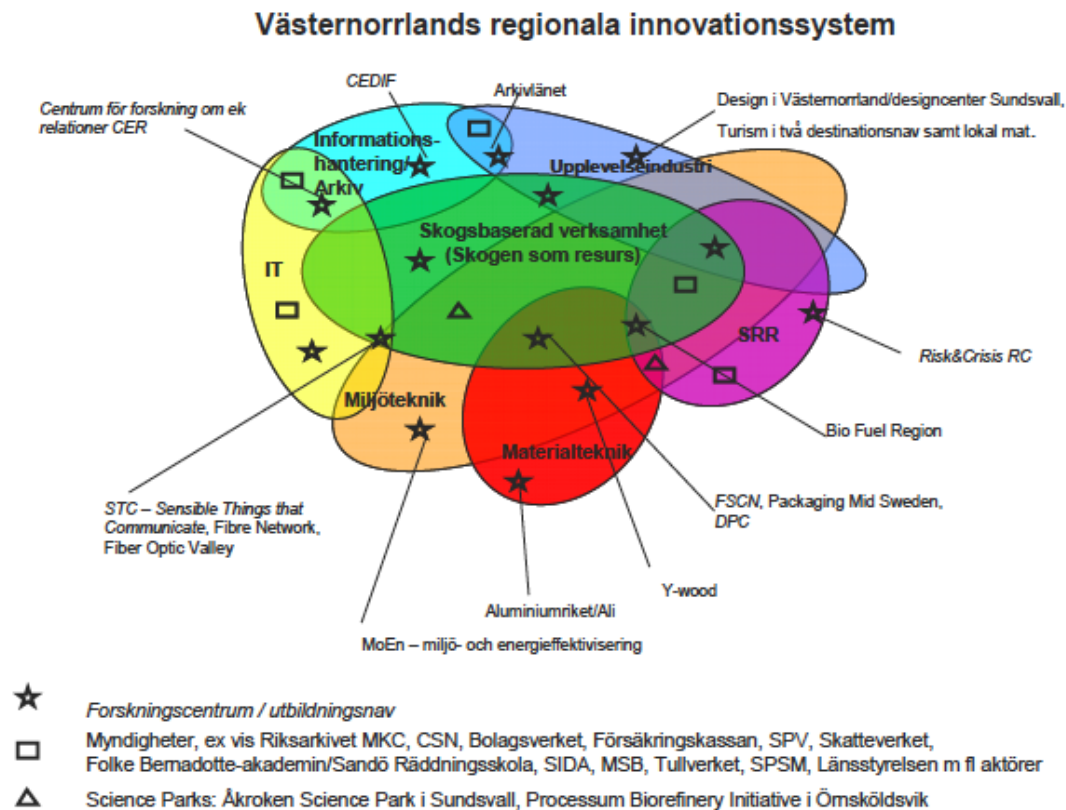 Västernorrlands regionala innovationssystem
CEDIF
Arkivlänet
Centrum för forskning om ek
relationer CER
Design i Västernorrland/designcenter Sundsvall,
Turism i två destinationsnav samt lokal mat.
Informations-
hantering/
Arkiv
Upplevelseindustri
Skogsbaserad verksamhet
(Skogen som resurs)
IT
SRR
Risk&Crisis RC
Miljöteknik
Bio Fuel Region
Materialteknik
STC – Sensible Things that
Communicate, Fibre Network,
Fiber Optic Valley
FSCN, Packaging Mid Sweden,
DPC
Y-wood
Aluminiumriket/Ali
MoEn – miljö- och energieffektivisering
Forskningscentrum / utbildningsnav
Myndigheter, ex vis Riksarkivet MKC, CSN, Bolagsverket, Försäkringskassan, SPV, Skatteverket,
Folke Bernadotte-akademin/Sandö Räddningsskola, SIDA, MSB, Tullverket, SPSM, Länsstyrelsen m fl aktörer
Science Parks: Åkroken Science Park i Sundsvall, Processum Biorefinery Initiative i Örnsköldsvik